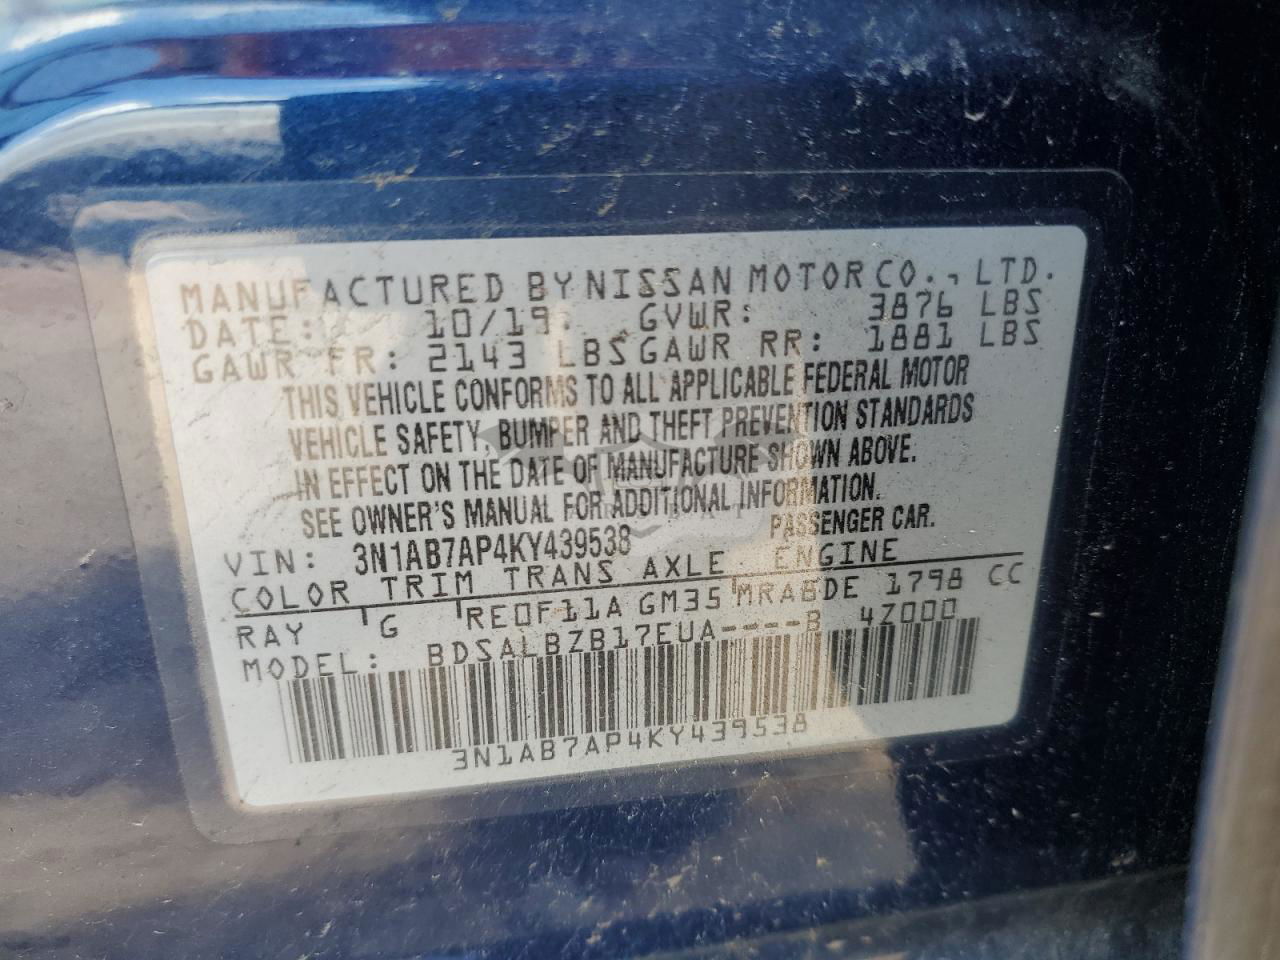 MANUFACTURED BY NISSAN MOTOR CO., LTD.
DATE: 10/19 GVWR: 3876 LBS
GAWR FR: 2143 LBS GAWR RR: 1881 LBS
THIS VEHICLE CONFORMS TO ALL APPLICABLE FEDERAL MOTOR
VEHICLE SAFETY, BUMPER AND THEFT PREVENTION STANDARDS
IN EFFECT ON THE DATE OF MANUFACTURE SHOWN ABOVE.
SEE OWNER'S MANUAL FOR ADDITIONAL INFORMATION.
VIN: 3N1AB7AP4KY439538 PASSENGER CAR.
COLOR TRIM TRANS AXLE ENGINE
RAY G RE0F11A GM35 MRA8DE 1798 CC
MODEL: BDSALBZB17EUA----B 4Z000
3N1AB7AP4KY439538